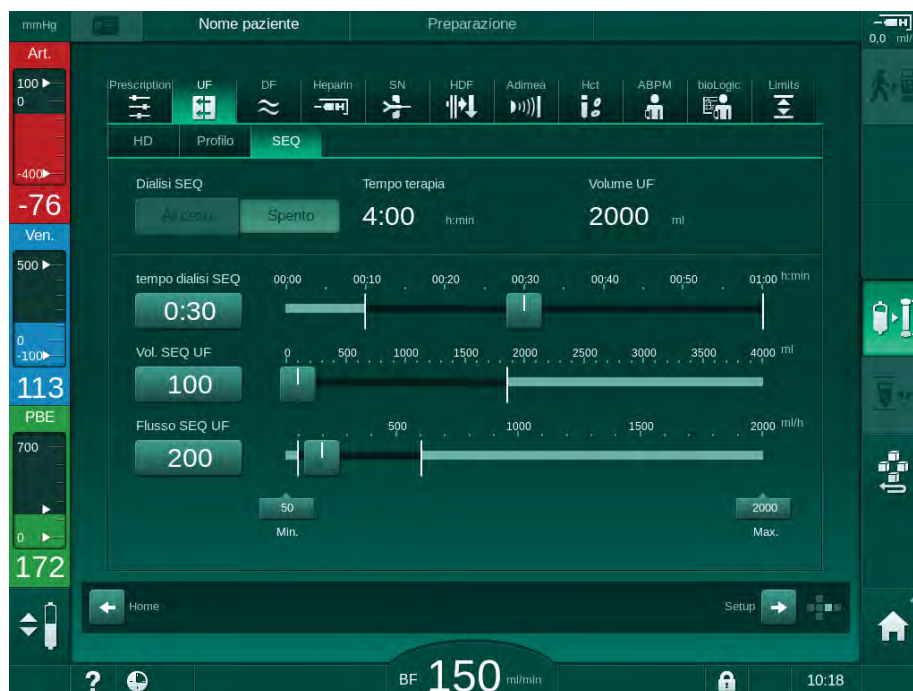 mmHg Nome paziente Preparazione 0,0 ml/
Art.
100
0
-400
-76
Ven.
500
0
-100
113
PBE
700
0
172
Prescription UF DF Heparin SN HDF Adimea Hct ABPM bioLogic Limits
HD Profilo SEQ
Dialisi SEQ Tempo terapia Volume UF
Spento 4:00 h:min 2000 ml
tempo dialisi SEQ 00:00 00:10 00:20 00:30 00:40 00:50 01:00 h:min
0:30
Vol. SEQ UF 0 500 1000 1500 2000 2500 3000 3500 4000 ml
100
Flusso SEQ UF 500 1000 1500 2000 ml/h
200
50 2000
Min. Max.
Home Setup
? BF 150 ml/min 10:18